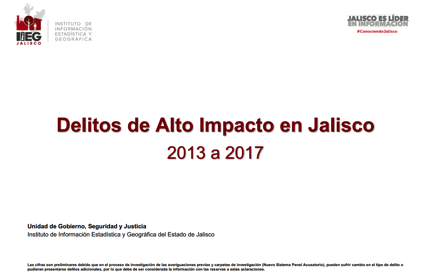 IIEG
JALISCO
INSTITUTO DE
INFORMACIÓN
ESTADÍSTICA Y
GEOGRÁFICA
JALISCO ES LÍDER
EN INFORMACIÓN
#ConociendoJalisco
Delitos de Alto Impacto en Jalisco
2013 a 2017
Unidad de Gobierno, Seguridad y Justicia
Instituto de Información Estadística y Geográfica del Estado de Jalisco
Las cifras son preliminares debido que en el proceso de investigación de las averiguaciones previas y carpetas de investigación (Nuevo Sistema Penal Acusatorio), pueden sufrir cambio en el tipo de delito o
pudieran presentarse delitos adicionales, por lo que debe de ser considerada la información con las reservas a estas aclaraciones.